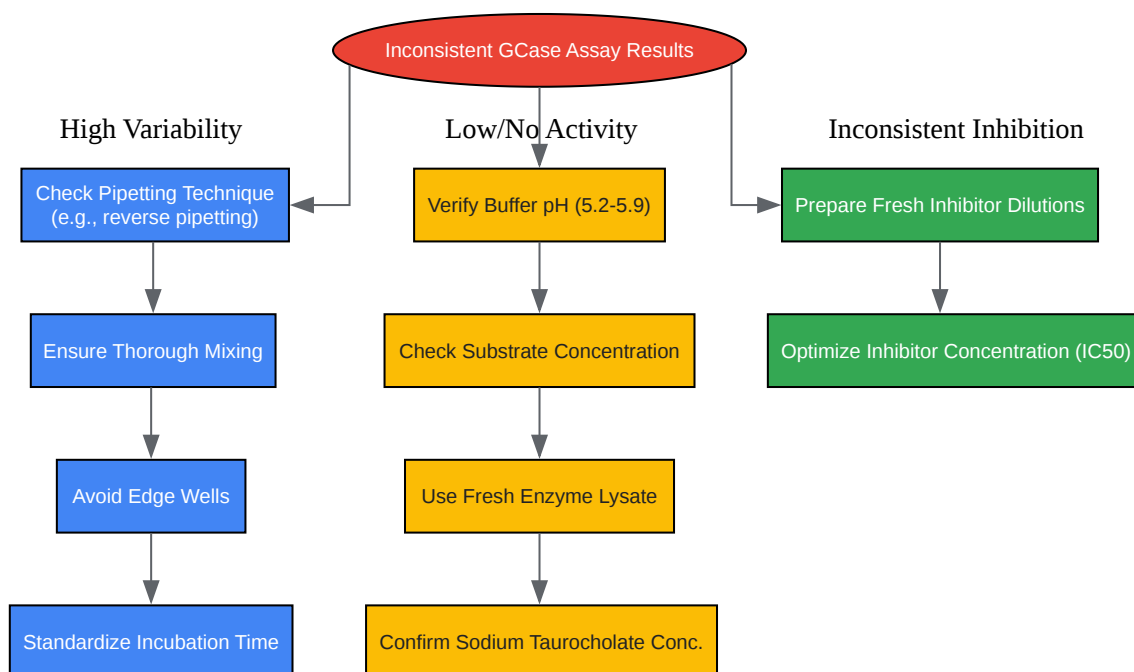 Inconsistent GCase Assay Results
High Variability
Low/No Activity
Inconsistent Inhibition
Check Pipetting Technique
(e.g., reverse pipetting)
Verify Buffer pH (5.2-5.9)
Prepare Fresh Inhibitor Dilutions
Ensure Thorough Mixing
Check Substrate Concentration
Optimize Inhibitor Concentration (IC50)
Avoid Edge Wells
Use Fresh Enzyme Lysate
Standardize Incubation Time
Confirm Sodium Taurocholate Conc.